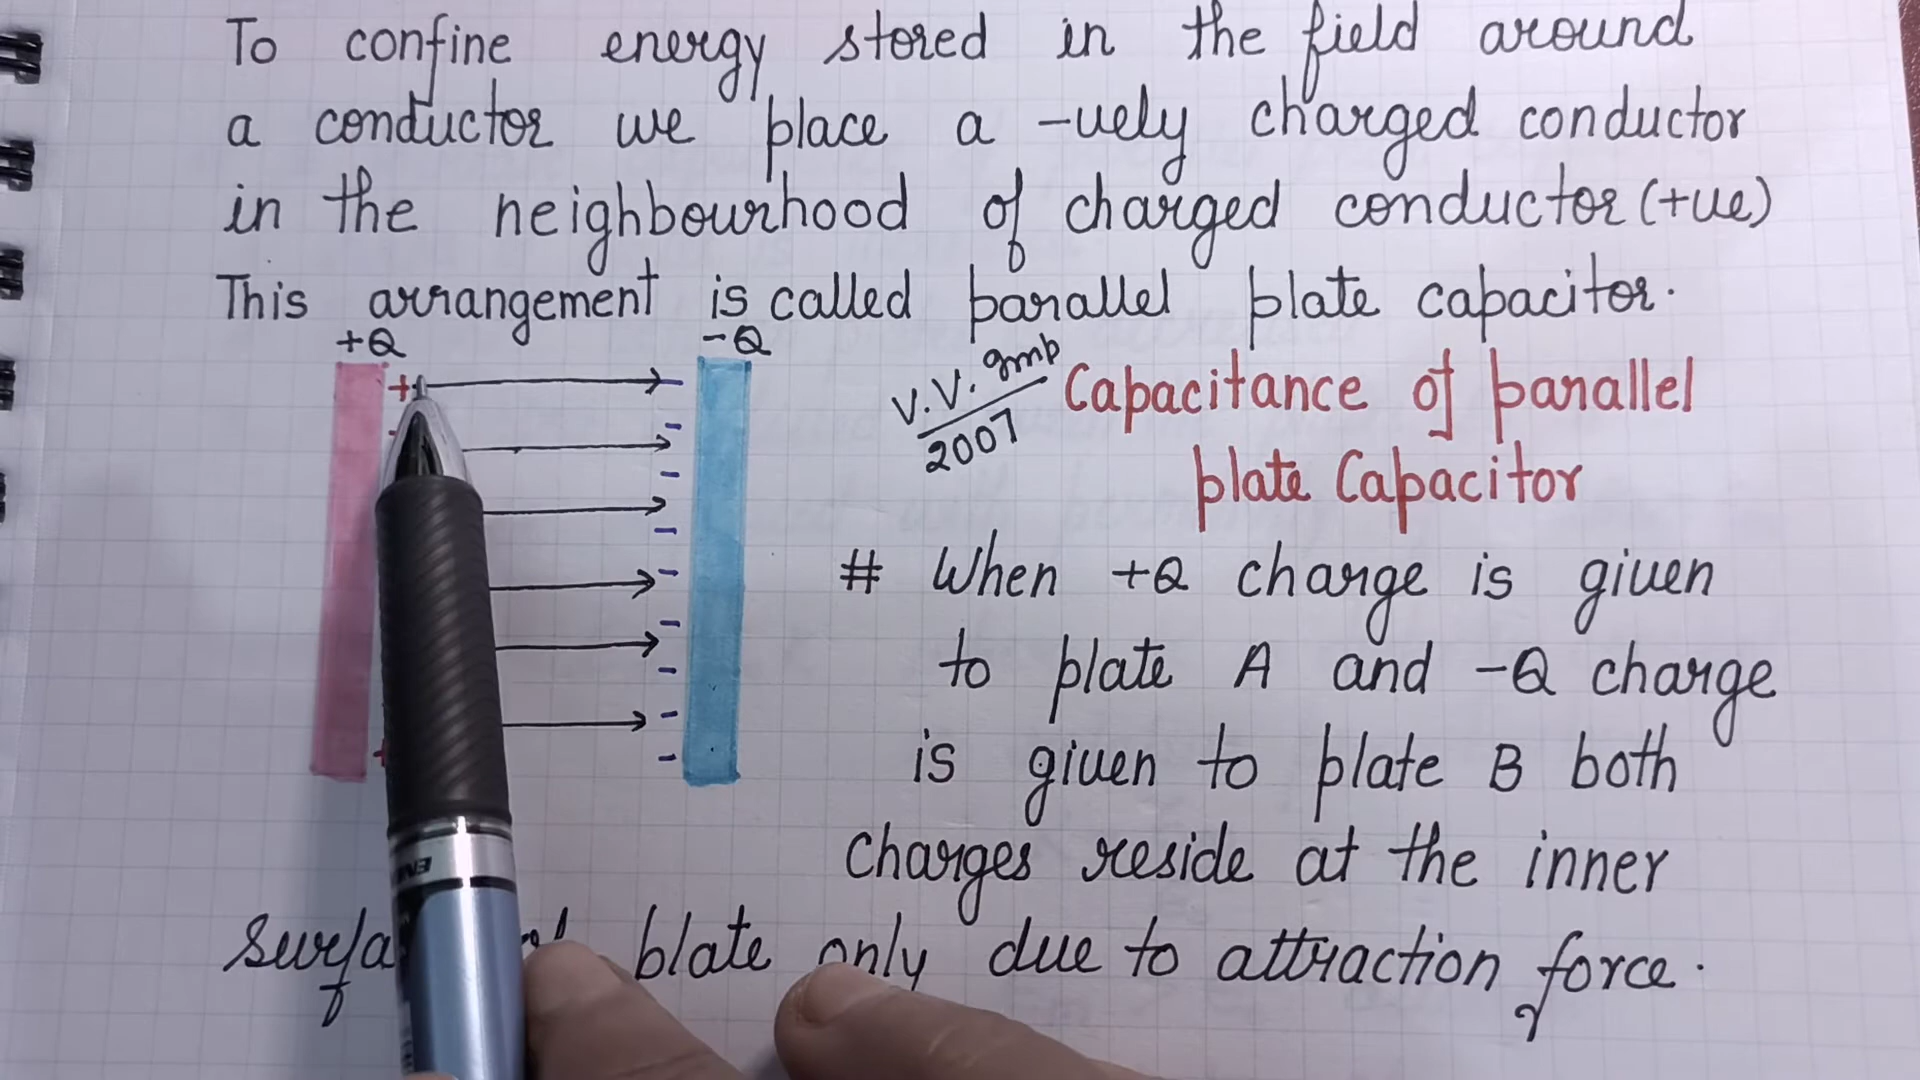 To confine energy stored in the field around
a conductor we place a -vely charged conductor
in the neighbourhood of charged conductor (+ve)
This arrangement is called parallel plate capacitor.
+Q
-Q
V.V. Imp
2007
Capacitance of parallel
plate Capacitor
# When +Q charge is given
to plate A and -Q charge
is given to plate B both
charges reside at the inner
plate only due to attraction force.